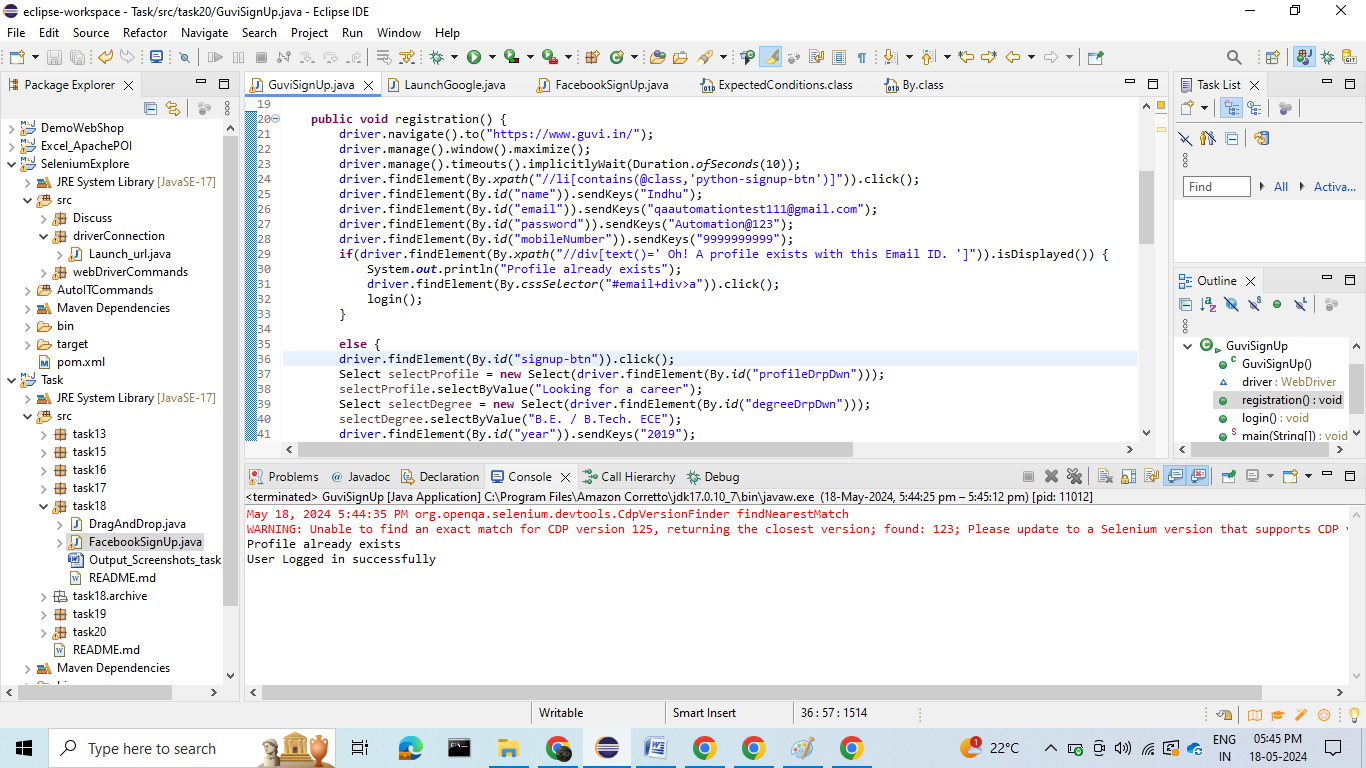 eclipse-workspace - Task/src/task20/GuviSignUp.java - Eclipse IDE
File Edit Source Refactor Navigate Search Project Run Window Help
Package Explorer
DemoWebShop
Excel_ApachePOI
SeleniumExplore
JRE System Library [JavaSE-17]
src
Discuss
driverConnection
Launch_url.java
webDriverCommands
AutoITCommands
Maven Dependencies
bin
target
pom.xml
Task
JRE System Library [JavaSE-17]
src
task13
task15
task16
task17
task18
DragAndDrop.java
FacebookSignUp.java
Output_Screenshots_task
README.md
task18.archive
task19
task20
README.md
Maven Dependencies
GuviSignUp.java LaunchGoogle.java FacebookSignUp.java ExpectedConditions.class By.class
19
20 public void registration() {
21 driver.navigate().to("https://www.guvi.in/");
22 driver.manage().window().maximize();
23 driver.manage().timeouts().implicitlyWait(Duration.ofSeconds(10));
24 driver.findElement(By.xpath("//li[contains(@class,'python-signup-btn')]")).click();
25 driver.findElement(By.id("name")).sendKeys("Indhu");
26 driver.findElement(By.id("email")).sendKeys("qaautomationtest111@gmail.com");
27 driver.findElement(By.id("password")).sendKeys("Automation@123");
28 driver.findElement(By.id("mobileNumber")).sendKeys("9999999999");
29 if(driver.findElement(By.xpath("//div[text()=' Oh! A profile exists with this Email ID. ']")).isDisplayed()) {
30 System.out.println("Profile already exists");
31 driver.findElement(By.cssSelector("#email+div>a")).click();
32 login();
33 }
34
35 else {
36 driver.findElement(By.id("signup-btn")).click();
37 Select selectProfile = new Select(driver.findElement(By.id("profileDrpDwn")));
38 selectProfile.selectByValue("Looking for a career");
39 Select selectDegree = new Select(driver.findElement(By.id("degreeDrpDwn")));
40 selectDegree.selectByValue("B.E. / B.Tech. ECE");
41 driver.findElement(By.id("year")).sendKeys("2019");
Task List
Find All Activa...
Outline
GuviSignUp
GuviSignUp()
driver : WebDriver
registration() : void
login() : void
main(String[]) : void
Problems Javadoc Declaration Console Call Hierarchy Debug
<terminated> GuviSignUp [Java Application] C:\Program Files\Amazon Corretto\jdk17.0.10_7\bin\javaw.exe (18-May-2024, 5:44:25 pm – 5:45:12 pm) [pid: 11012]
May 18, 2024 5:44:35 PM org.openqa.selenium.devtools.CdpVersionFinder findNearestMatch
WARNING: Unable to find an exact match for CDP version 125, returning the closest version; found: 123; Please update to a Selenium version that supports CDP
Profile already exists
User Logged in successfully
Writable Smart Insert 36 : 57 : 1514
Type here to search
1
22°C
ENG
IN
05:45 PM
18-05-2024